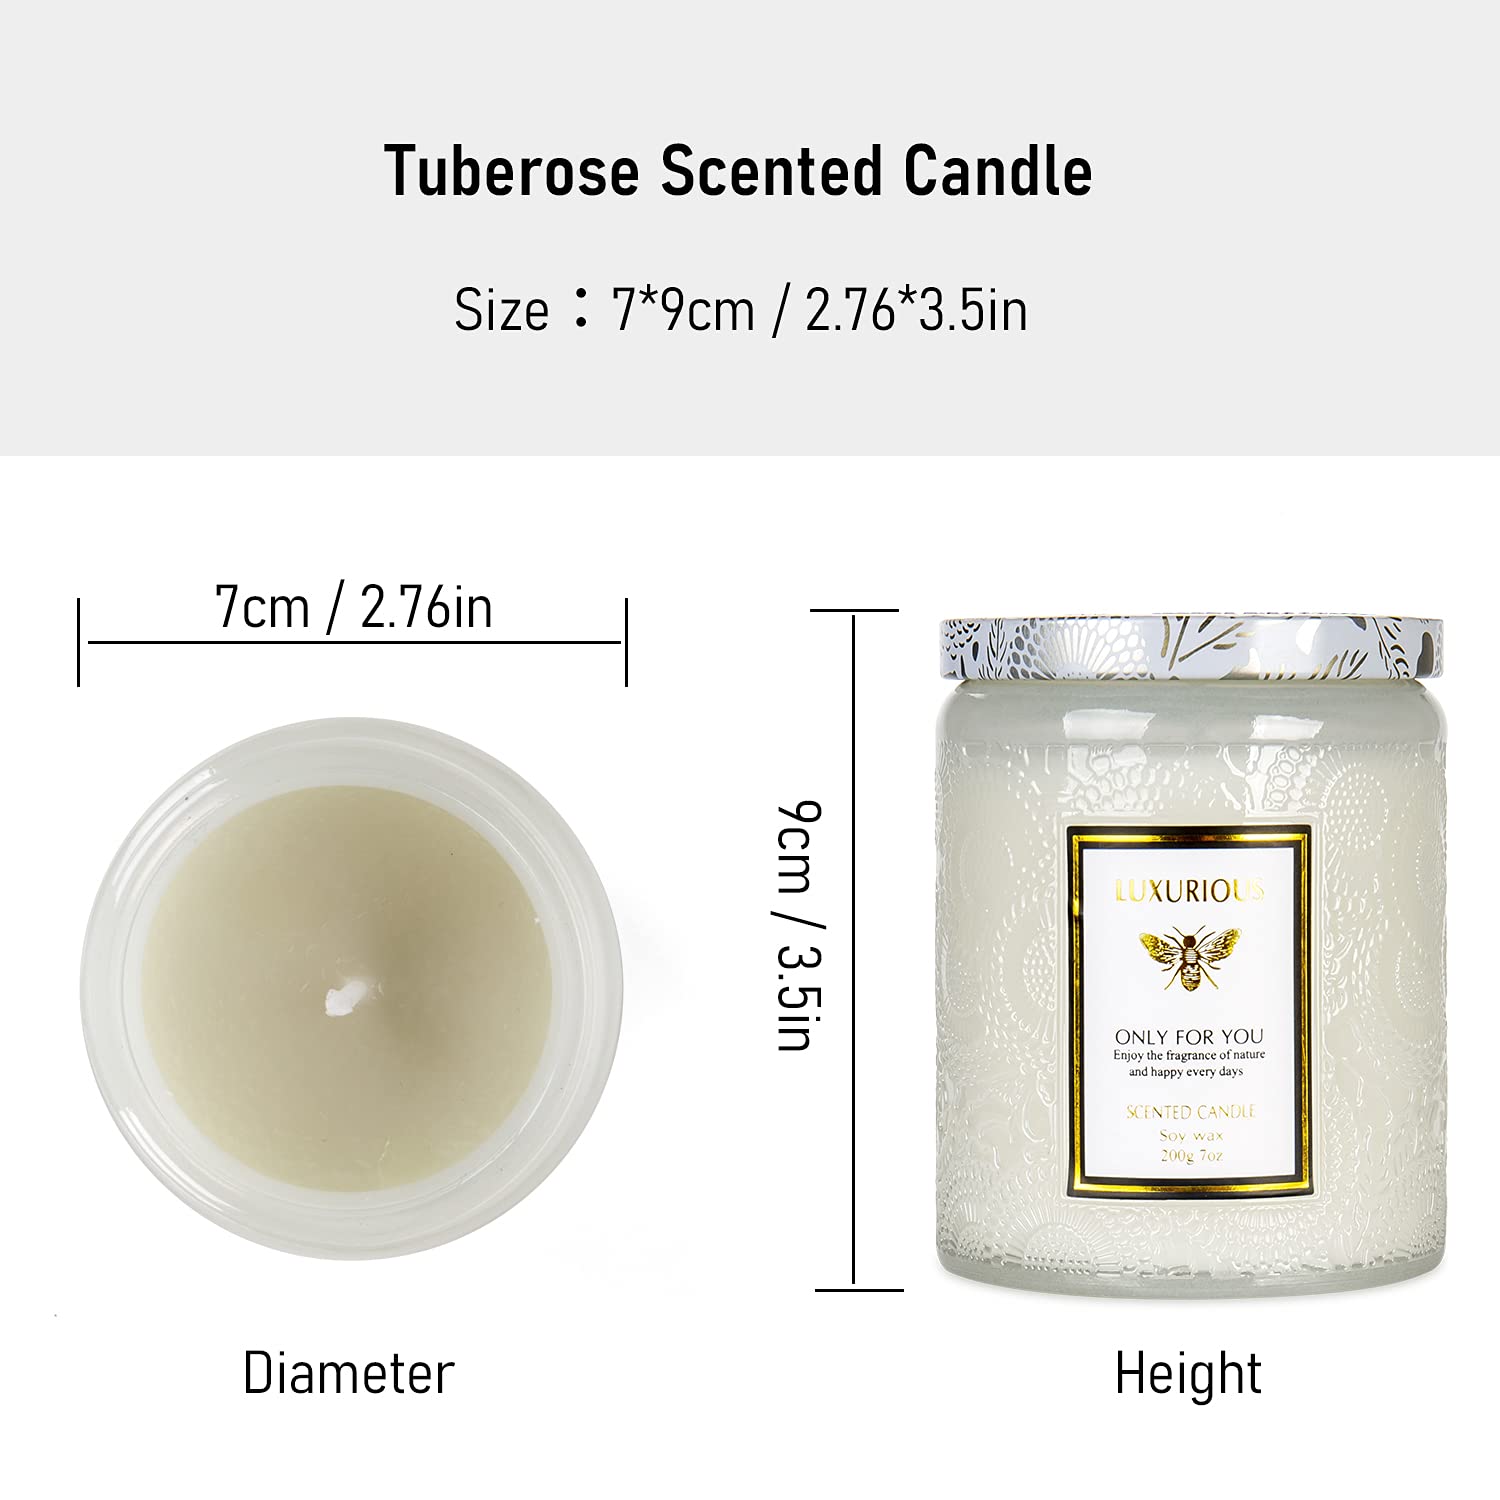 Tuberose Scented Candle
Size：7*9cm / 2.76*3.5in
7cm / 2.76in
9cm / 3.5in
LUXURIOUS
ONLY FOR YOU
Enjoy the fragrance of nature
and happy every days
SCENTED CANDLE
Soy wax
200g 7oz
Diameter
Height